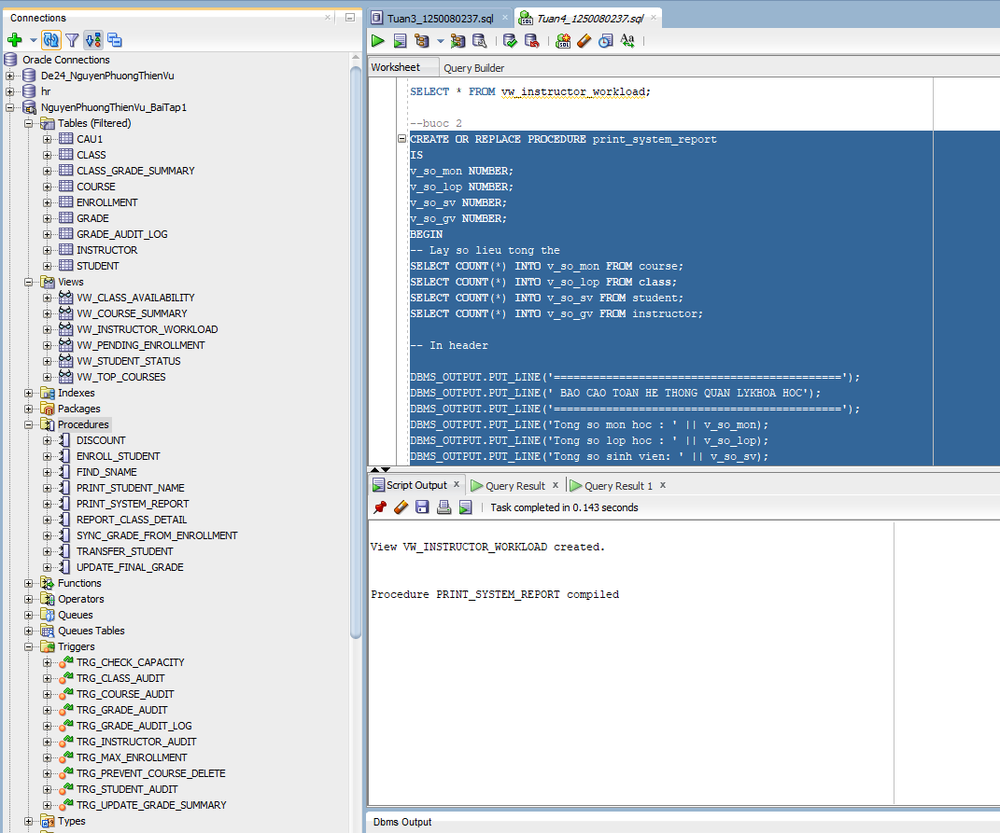 Connections
Oracle Connections
De24_NguyenPhuongThienVu
hr
NguyenPhuongThienVu_BaiTap1
Tables (Filtered)
CAU1
CLASS
CLASS_GRADE_SUMMARY
COURSE
ENROLLMENT
GRADE
GRADE_AUDIT_LOG
INSTRUCTOR
STUDENT
Views
VW_CLASS_AVAILABILITY
VW_COURSE_SUMMARY
VW_INSTRUCTOR_WORKLOAD
VW_PENDING_ENROLLMENT
VW_STUDENT_STATUS
VW_TOP_COURSES
Indexes
Packages
Procedures
DISCOUNT
ENROLL_STUDENT
FIND_SNAME
PRINT_STUDENT_NAME
PRINT_SYSTEM_REPORT
REPORT_CLASS_DETAIL
SYNC_GRADE_FROM_ENROLLMENT
TRANSFER_STUDENT
UPDATE_FINAL_GRADE
Functions
Operators
Queues
Queues Tables
Triggers
TRG_CHECK_CAPACITY
TRG_CLASS_AUDIT
TRG_COURSE_AUDIT
TRG_GRADE_AUDIT
TRG_GRADE_AUDIT_LOG
TRG_INSTRUCTOR_AUDIT
TRG_MAX_ENROLLMENT
TRG_PREVENT_COURSE_DELETE
TRG_STUDENT_AUDIT
TRG_UPDATE_GRADE_SUMMARY
Types
Tuan3_1250080237.sql
Tuan4_1250080237.sql
Worksheet Query Builder
SELECT * FROM vw_instructor_workload;
--buoc 2
CREATE OR REPLACE PROCEDURE print_system_report
IS
v_so_mon NUMBER;
v_so_lop NUMBER;
v_so_sv NUMBER;
v_so_gv NUMBER;
BEGIN
-- Lay so lieu tong the
SELECT COUNT(*) INTO v_so_mon FROM course;
SELECT COUNT(*) INTO v_so_lop FROM class;
SELECT COUNT(*) INTO v_so_sv FROM student;
SELECT COUNT(*) INTO v_so_gv FROM instructor;
-- In header
DBMS_OUTPUT.PUT_LINE('============================================');
DBMS_OUTPUT.PUT_LINE(' BAO CAO TOAN HE THONG QUAN LYKHOA HOC');
DBMS_OUTPUT.PUT_LINE('============================================');
DBMS_OUTPUT.PUT_LINE('Tong so mon hoc : ' || v_so_mon);
DBMS_OUTPUT.PUT_LINE('Tong so lop hoc : ' || v_so_lop);
DBMS_OUTPUT.PUT_LINE('Tong so sinh vien: ' || v_so_sv);
Script Output x Query Result x Query Result 1 x
Task completed in 0.143 seconds
View VW_INSTRUCTOR_WORKLOAD created.
Procedure PRINT_SYSTEM_REPORT compiled
Dbms Output